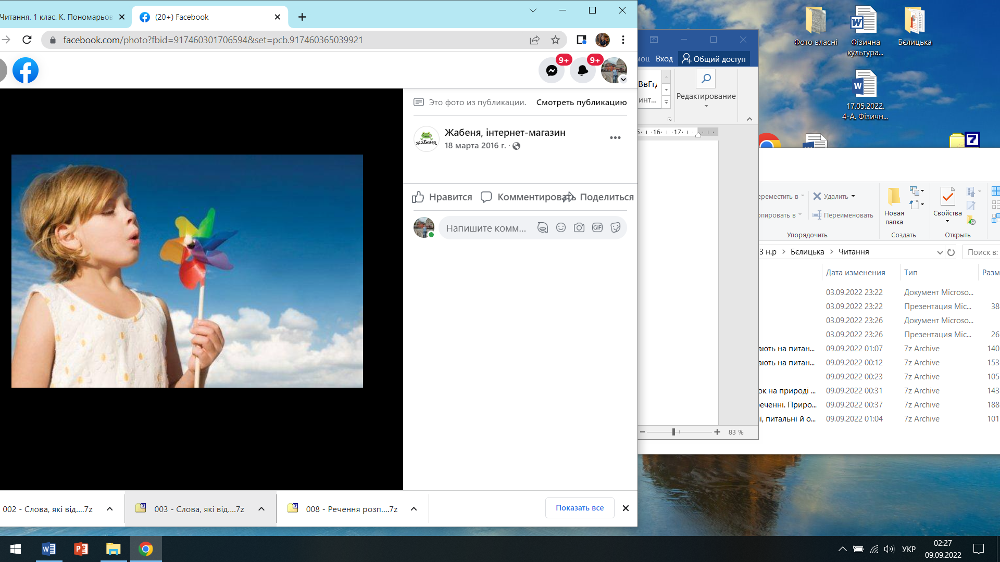 Читання. 1 клас. К. Пономарьов
(20+) Facebook
facebook.com/photo?fbid=917460301706594&set=pcb.917460365039921
9+
9+
Это фото из публикации.
Смотреть публикацию
жабеня
Жабеня, інтернет-магазин
18 марта 2016 г. ·
Нравится
Комментировать
Поделиться
Напишите комм...
GIF
002 - Слова, які від....7z
003 - Слова, які від....7z
008 - Речення розп....7z
Показать все
мощ
Вход
Общий доступ
ВвГг
инт...
Редактирование
·16·
·17·
83 %
Фото власні
Фізична
культура...
Бєлицька
17.05.2022.
4-А. Фізичн...
ереместить в
опировать в
Удалить
Переименовать
Упорядочить
Новая
папка
Создать
Свойства
Открыть
3 н.р
Бєлицька
Читання
Поиск в:
Дата изменения
Тип
Разм
03.09.2022 23:22
Документ Microso...
03.09.2022 23:22
Презентация Mic...
38
03.09.2022 23:26
Документ Microso...
03.09.2022 23:26
Презентация Mic...
26
ають на питан...
09.09.2022 01:07
7z Archive
140
ають на питан...
09.09.2022 00:12
7z Archive
153
09.09.2022 00:23
7z Archive
105
ок на природі ...
09.09.2022 00:31
7z Archive
143
реченні. Приро...
09.09.2022 00:37
7z Archive
188
і, питальні й о...
09.09.2022 01:04
7z Archive
101
УКР
02:27
09.09.2022